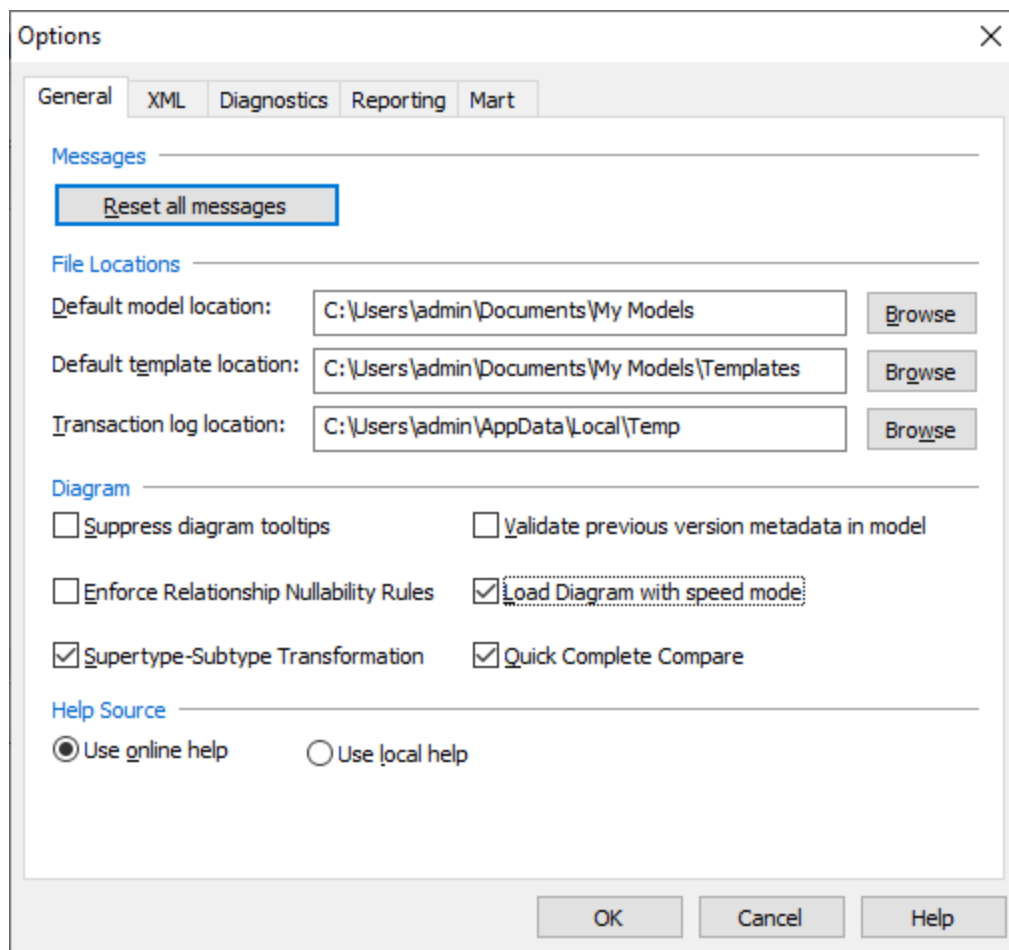 Options
General XML Diagnostics Reporting Mart
Messages
Reset all messages
File Locations
Default model location: C:\Users\admin\Documents\My Models Browse
Default template location: C:\Users\admin\Documents\My Models\Templates Browse
Transaction log location: C:\Users\admin\AppData\Local\Temp Browse
Diagram
Suppress diagram tooltips Validate previous version metadata in model
Enforce Relationship Nullability Rules Load Diagram with speed mode
Supertype-Subtype Transformation Quick Complete Compare
Help Source
Use online help Use local help
OK Cancel Help